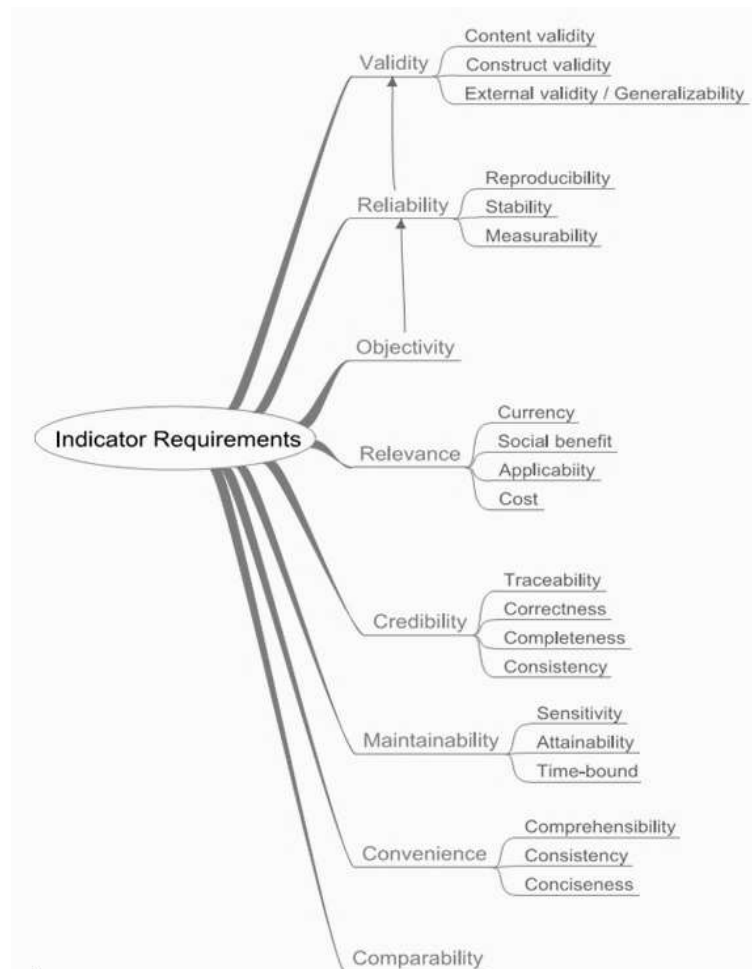 Content validity
Validity
Construct validity
External validity / Generalizability
Reproducibility
Reliability
Stability
Measurability
Objectivity
Currency
Indicator Requirements
Social benefit
Relevance
Applicabiity
Cost
Traceability
Credibility
Correctness
Completeness
Consistency
Sensitivity
Maintainability
Attainability
Time-bound
Comprehensibility
Convenience
Consistency
Conciseness
Comparability